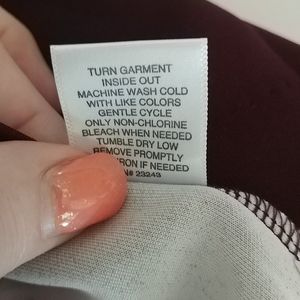 TURN GARMENT
INSIDE OUT
MACHINE WASH COLD
WITH LIKE COLORS
GENTLE CYCLE
ONLY NON-CHLORINE
BLEACH WHEN NEEDED
TUMBLE DRY LOW
REMOVE PROMPTLY
IRON IF NEEDED
N# 23243